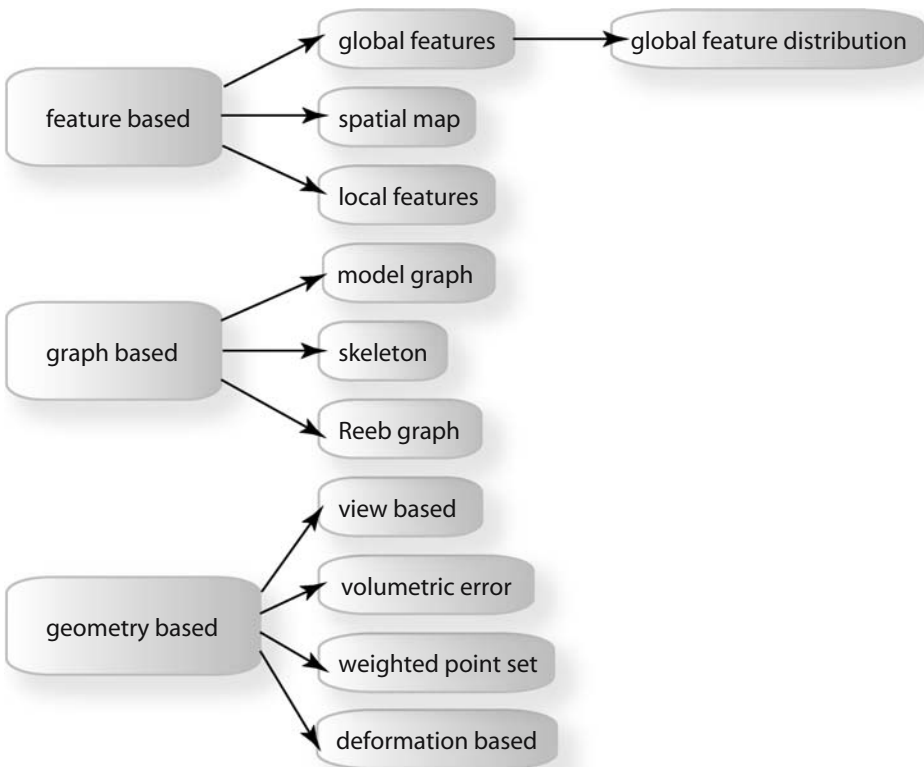 global features
global feature distribution
feature based
spatial map
local features
model graph
graph based
skeleton
Reeb graph
view based
volumetric error
geometry based
weighted point set
deformation based